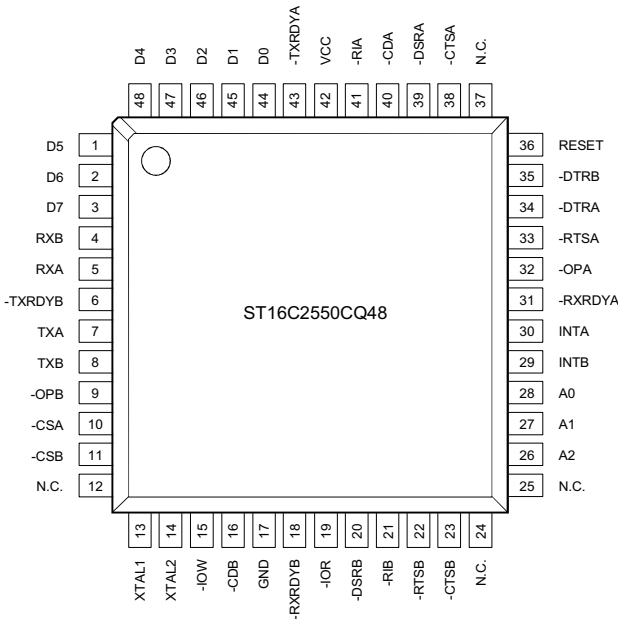 D4 D3 D2 D1 D0 -TXRDYA VCC -RIA -CDA -DSRA -CTSA N.C.
48 47 46 45 44 43 42 41 40 39 38 37
D5 1 36 RESET
D6 2 35 -DTRB
D7 3 34 -DTRA
RXB 4 33 -RTSA
RXA 5 32 -OPA
-TXRDYB 6 31 -RXRDYA
ST16C2550CQ48
TXA 7 30 INTA
TXB 8 29 INTB
-OPB 9 28 A0
-CSA 10 27 A1
-CSB 11 26 A2
N.C. 12 25 N.C.
13 14 15 16 17 18 19 20 21 22 23 24
XTAL1 XTAL2 -IOW -CDB GND -RXRDYB -IOR -DSRB -RIB -RTSB -CTSB N.C.